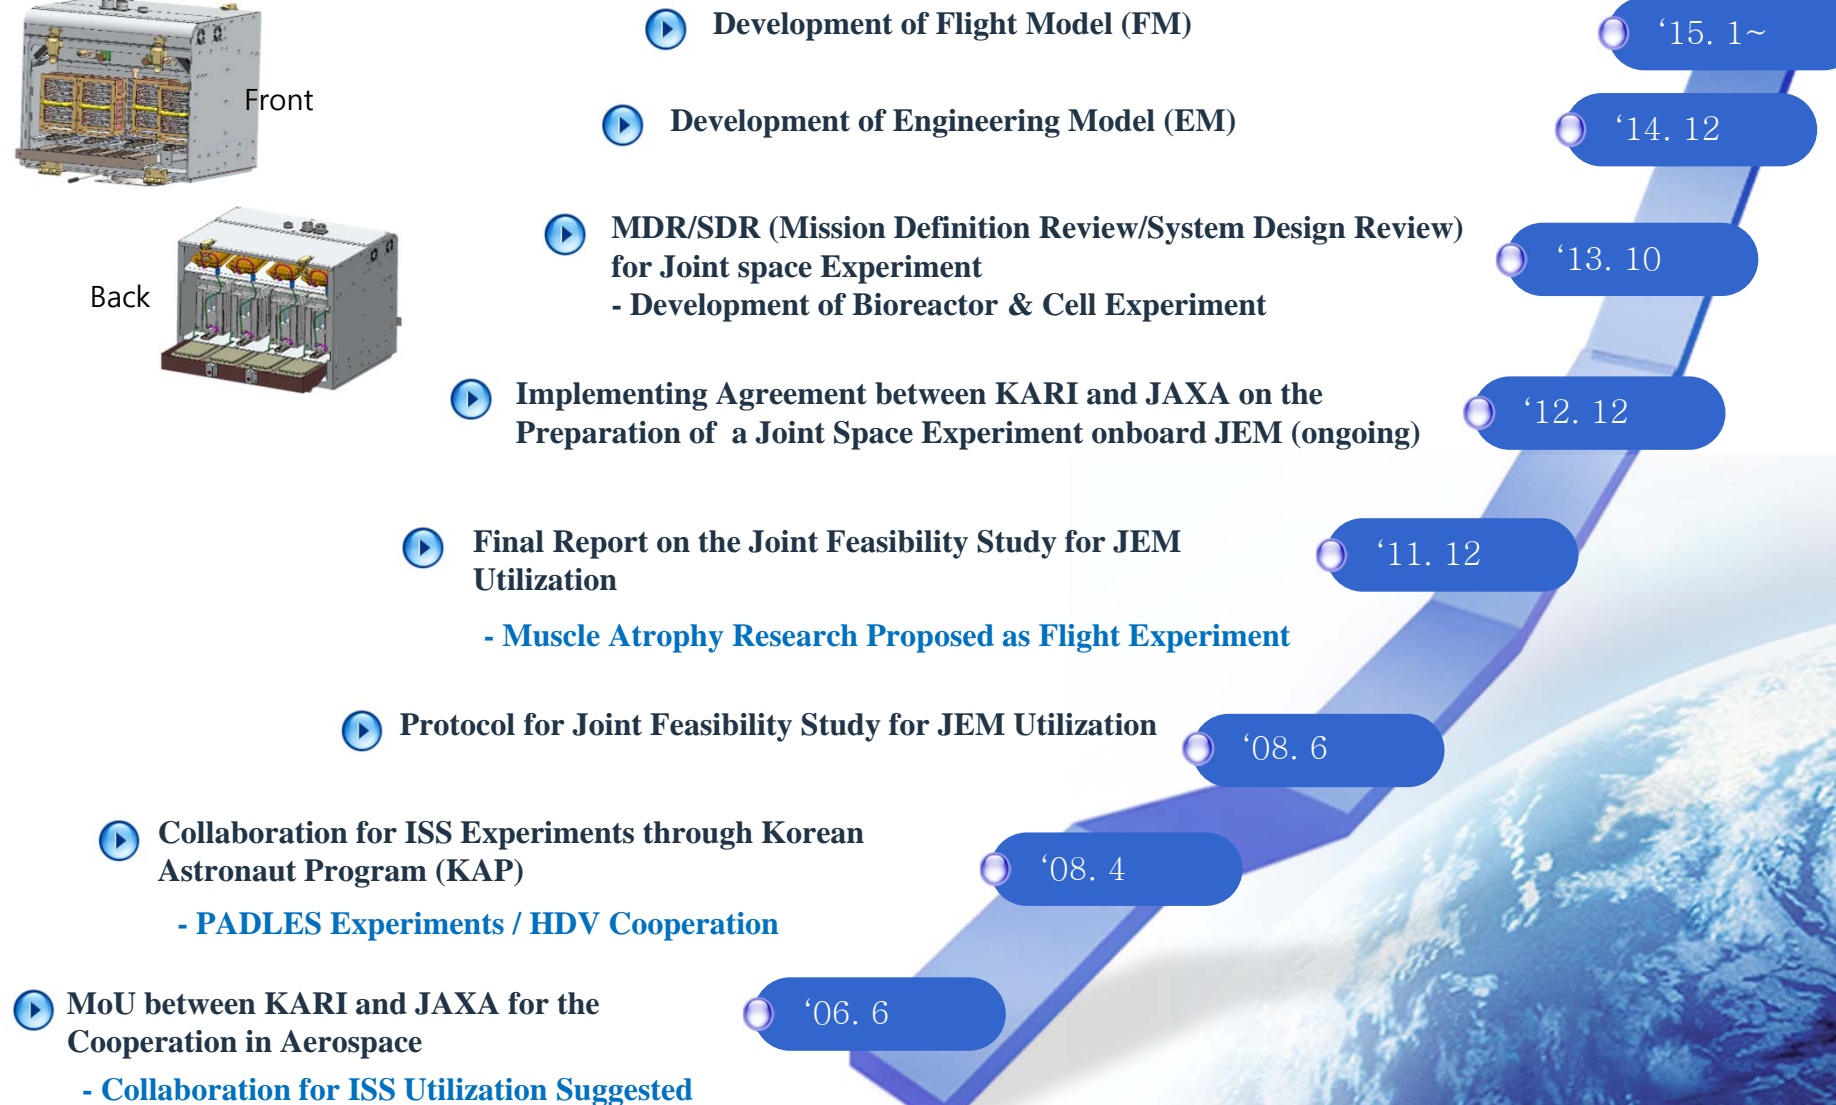 Development of Flight Model (FM)
‘15. 1~
Front
Development of Engineering Model (EM)
‘14. 12
MDR/SDR (Mission Definition Review/System Design Review)
for Joint space Experiment
- Development of Bioreactor & Cell Experiment
‘13. 10
Back
Implementing Agreement between KARI and JAXA on the
Preparation of a Joint Space Experiment onboard JEM (ongoing)
‘12. 12
Final Report on the Joint Feasibility Study for JEM
Utilization
- Muscle Atrophy Research Proposed as Flight Experiment
‘11. 12
Protocol for Joint Feasibility Study for JEM Utilization
‘08. 6
Collaboration for ISS Experiments through Korean
Astronaut Program (KAP)
- PADLES Experiments / HDV Cooperation
‘08. 4
MoU between KARI and JAXA for the
Cooperation in Aerospace
- Collaboration for ISS Utilization Suggested
‘06. 6